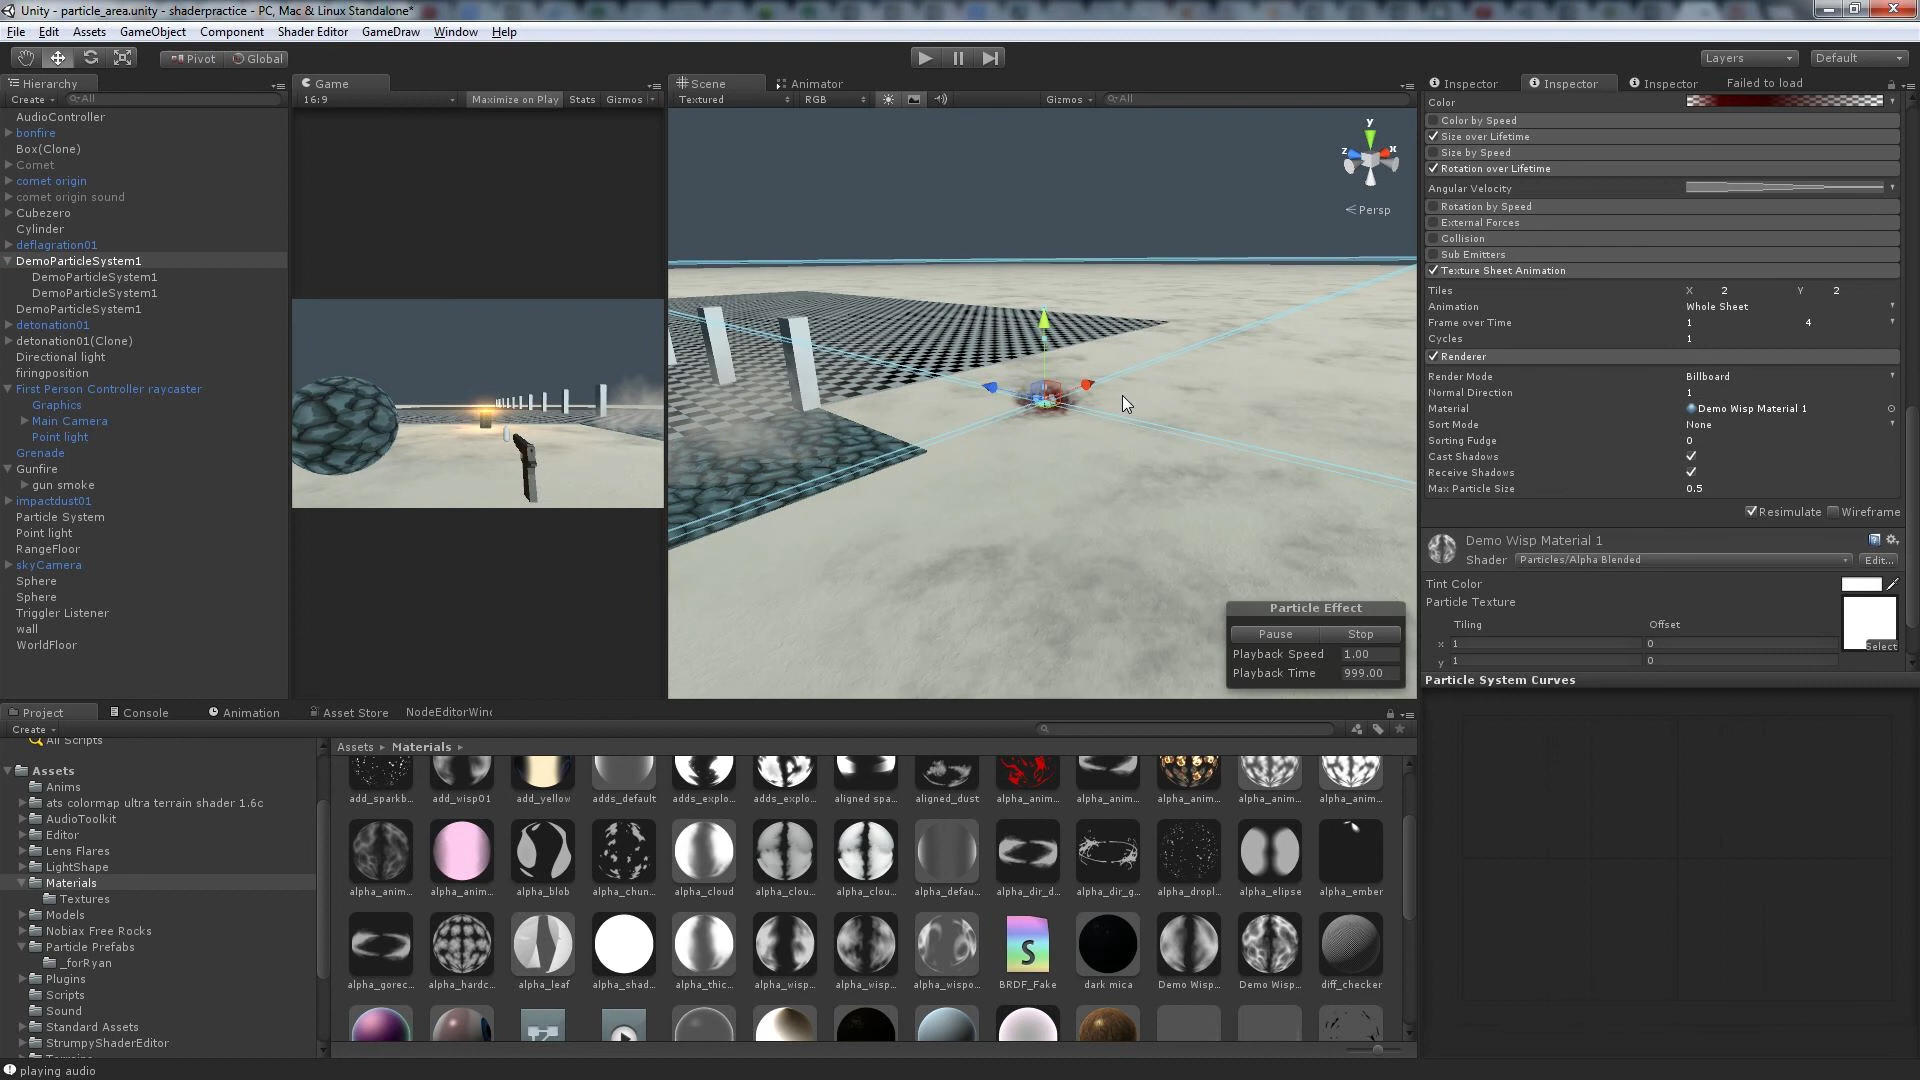 Unity - particle_area.unity - shaderpractice - PC, Mac & Linux Standalone*
File Edit Assets GameObject Component Shader Editor GameDraw Window Help
Pivot Global Layers Default
Hierarchy
Create All
AudioController
bonfire
Box(Clone)
Comet
comet origin
comet origin sound
Cubezero
Cylinder
deflagration01
DemoParticleSystem1
DemoParticleSystem1
DemoParticleSystem1
DemoParticleSystem1
detonation01
detonation01(Clone)
Directional light
firingposition
First Person Controller raycaster
Graphics
Main Camera
Point light
Grenade
Gunfire
gun smoke
impactdust01
Particle System
Point light
RangeFloor
skyCamera
Sphere
Sphere
Triggler Listener
wall
WorldFloor
Game
16:9 Maximize on Play Stats Gizmos
Scene Animator
Textured RGB Gizmos All
y
z x
Persp
Particle Effect
Pause Stop
Playback Speed 1.00
Playback Time 999.00
Inspector Inspector Inspector Failed to load
Color
Color by Speed
Size over Lifetime
Size by Speed
Rotation over Lifetime
Angular Velocity
Rotation by Speed
External Forces
Collision
Sub Emitters
Texture Sheet Animation
Tiles X 2 Y 2
Animation Whole Sheet
Frame over Time 1 4
Cycles 1
Renderer
Render Mode Billboard
Normal Direction 1
Material Demo Wisp Material 1
Sort Mode None
Sorting Fudge 0
Cast Shadows
Receive Shadows
Max Particle Size 0.5
Resimulate Wireframe
Demo Wisp Material 1
Shader Particles/Alpha Blended Edit...
Tint Color
Particle Texture
Tiling Offset
x 1 0
y 1 0
Select
Particle System Curves
Project Console Animation Asset Store NodeEditorWinc
Create
All Scripts
Assets
Anims
ats colormap ultra terrain shader 1.6c
AudioToolkit
Editor
Lens Flares
LightShape
Materials
Textures
Models
Nobiax Free Rocks
Particle Prefabs
_forRyan
Plugins
Scripts
Sound
Standard Assets
StrumpyShaderEditor
Assets Materials
add_sparkb... add_wisp01 add_yellow adds_default adds_explo... adds_explo... aligned spa... aligned_dust alpha_anim... alpha_anim... alpha_anim... alpha_anim... alpha_anim...
alpha_anim... alpha_anim... alpha_blob alpha_chun... alpha_cloud alpha_clou... alpha_clou... alpha_defau... alpha_dir_d... alpha_dir_g... alpha_dropl... alpha_elipse alpha_ember
alpha_gorec... alpha_hardc... alpha_leaf alpha_shad... alpha_thic... alpha_wisp... alpha_wisp... alpha_wispo... BRDF_Fake dark mica Demo Wisp... Demo Wisp... diff_checker
playing audio